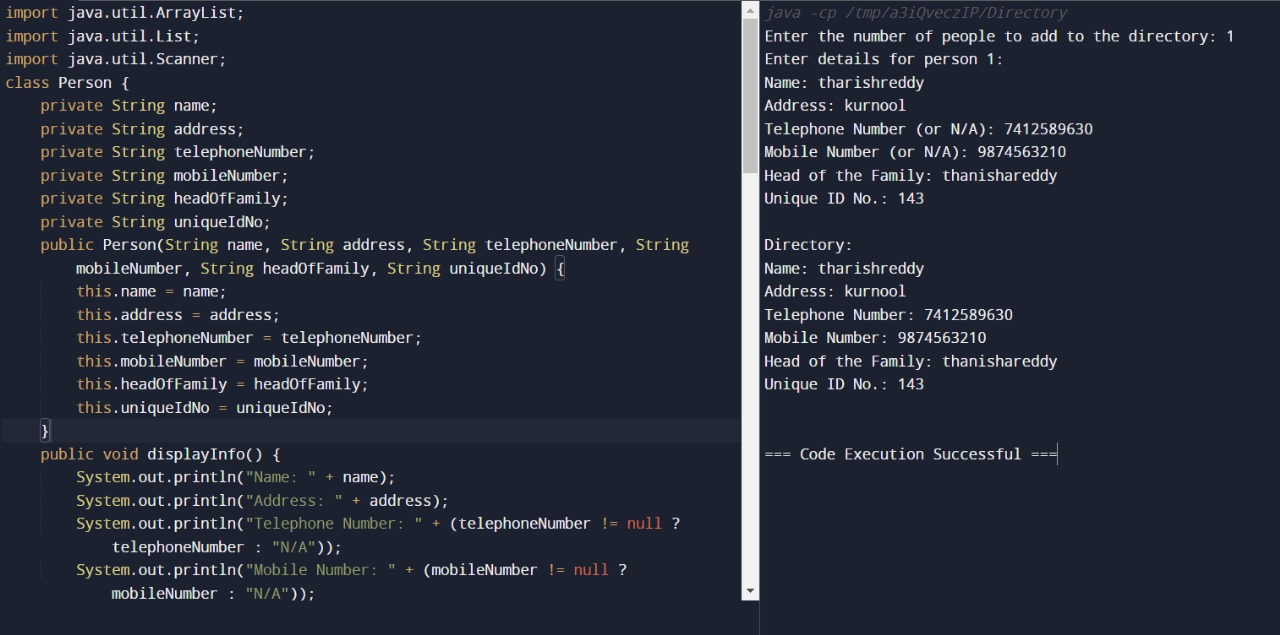 import java.util.ArrayList;
import java.util.List;
import java.util.Scanner;
class Person {
    private String name;
    private String address;
    private String telephoneNumber;
    private String mobileNumber;
    private String headOfFamily;
    private String uniqueIdNo;
    public Person(String name, String address, String telephoneNumber, String
        mobileNumber, String headOfFamily, String uniqueIdNo) {
        this.name = name;
        this.address = address;
        this.telephoneNumber = telephoneNumber;
        this.mobileNumber = mobileNumber;
        this.headOfFamily = headOfFamily;
        this.uniqueIdNo = uniqueIdNo;
    }
    public void displayInfo() {
        System.out.println("Name: " + name);
        System.out.println("Address: " + address);
        System.out.println("Telephone Number: " + (telephoneNumber != null ?
            telephoneNumber : "N/A"));
        System.out.println("Mobile Number: " + (mobileNumber != null ?
            mobileNumber : "N/A"));
java -cp /tmp/a3iQveczIP/Directory
Enter the number of people to add to the directory: 1
Enter details for person 1:
Name: tharishreddy
Address: kurnool
Telephone Number (or N/A): 7412589630
Mobile Number (or N/A): 9874563210
Head of the Family: thanishareddy
Unique ID No.: 143
Directory:
Name: tharishreddy
Address: kurnool
Telephone Number: 7412589630
Mobile Number: 9874563210
Head of the Family: thanishareddy
Unique ID No.: 143
=== Code Execution Successful ===